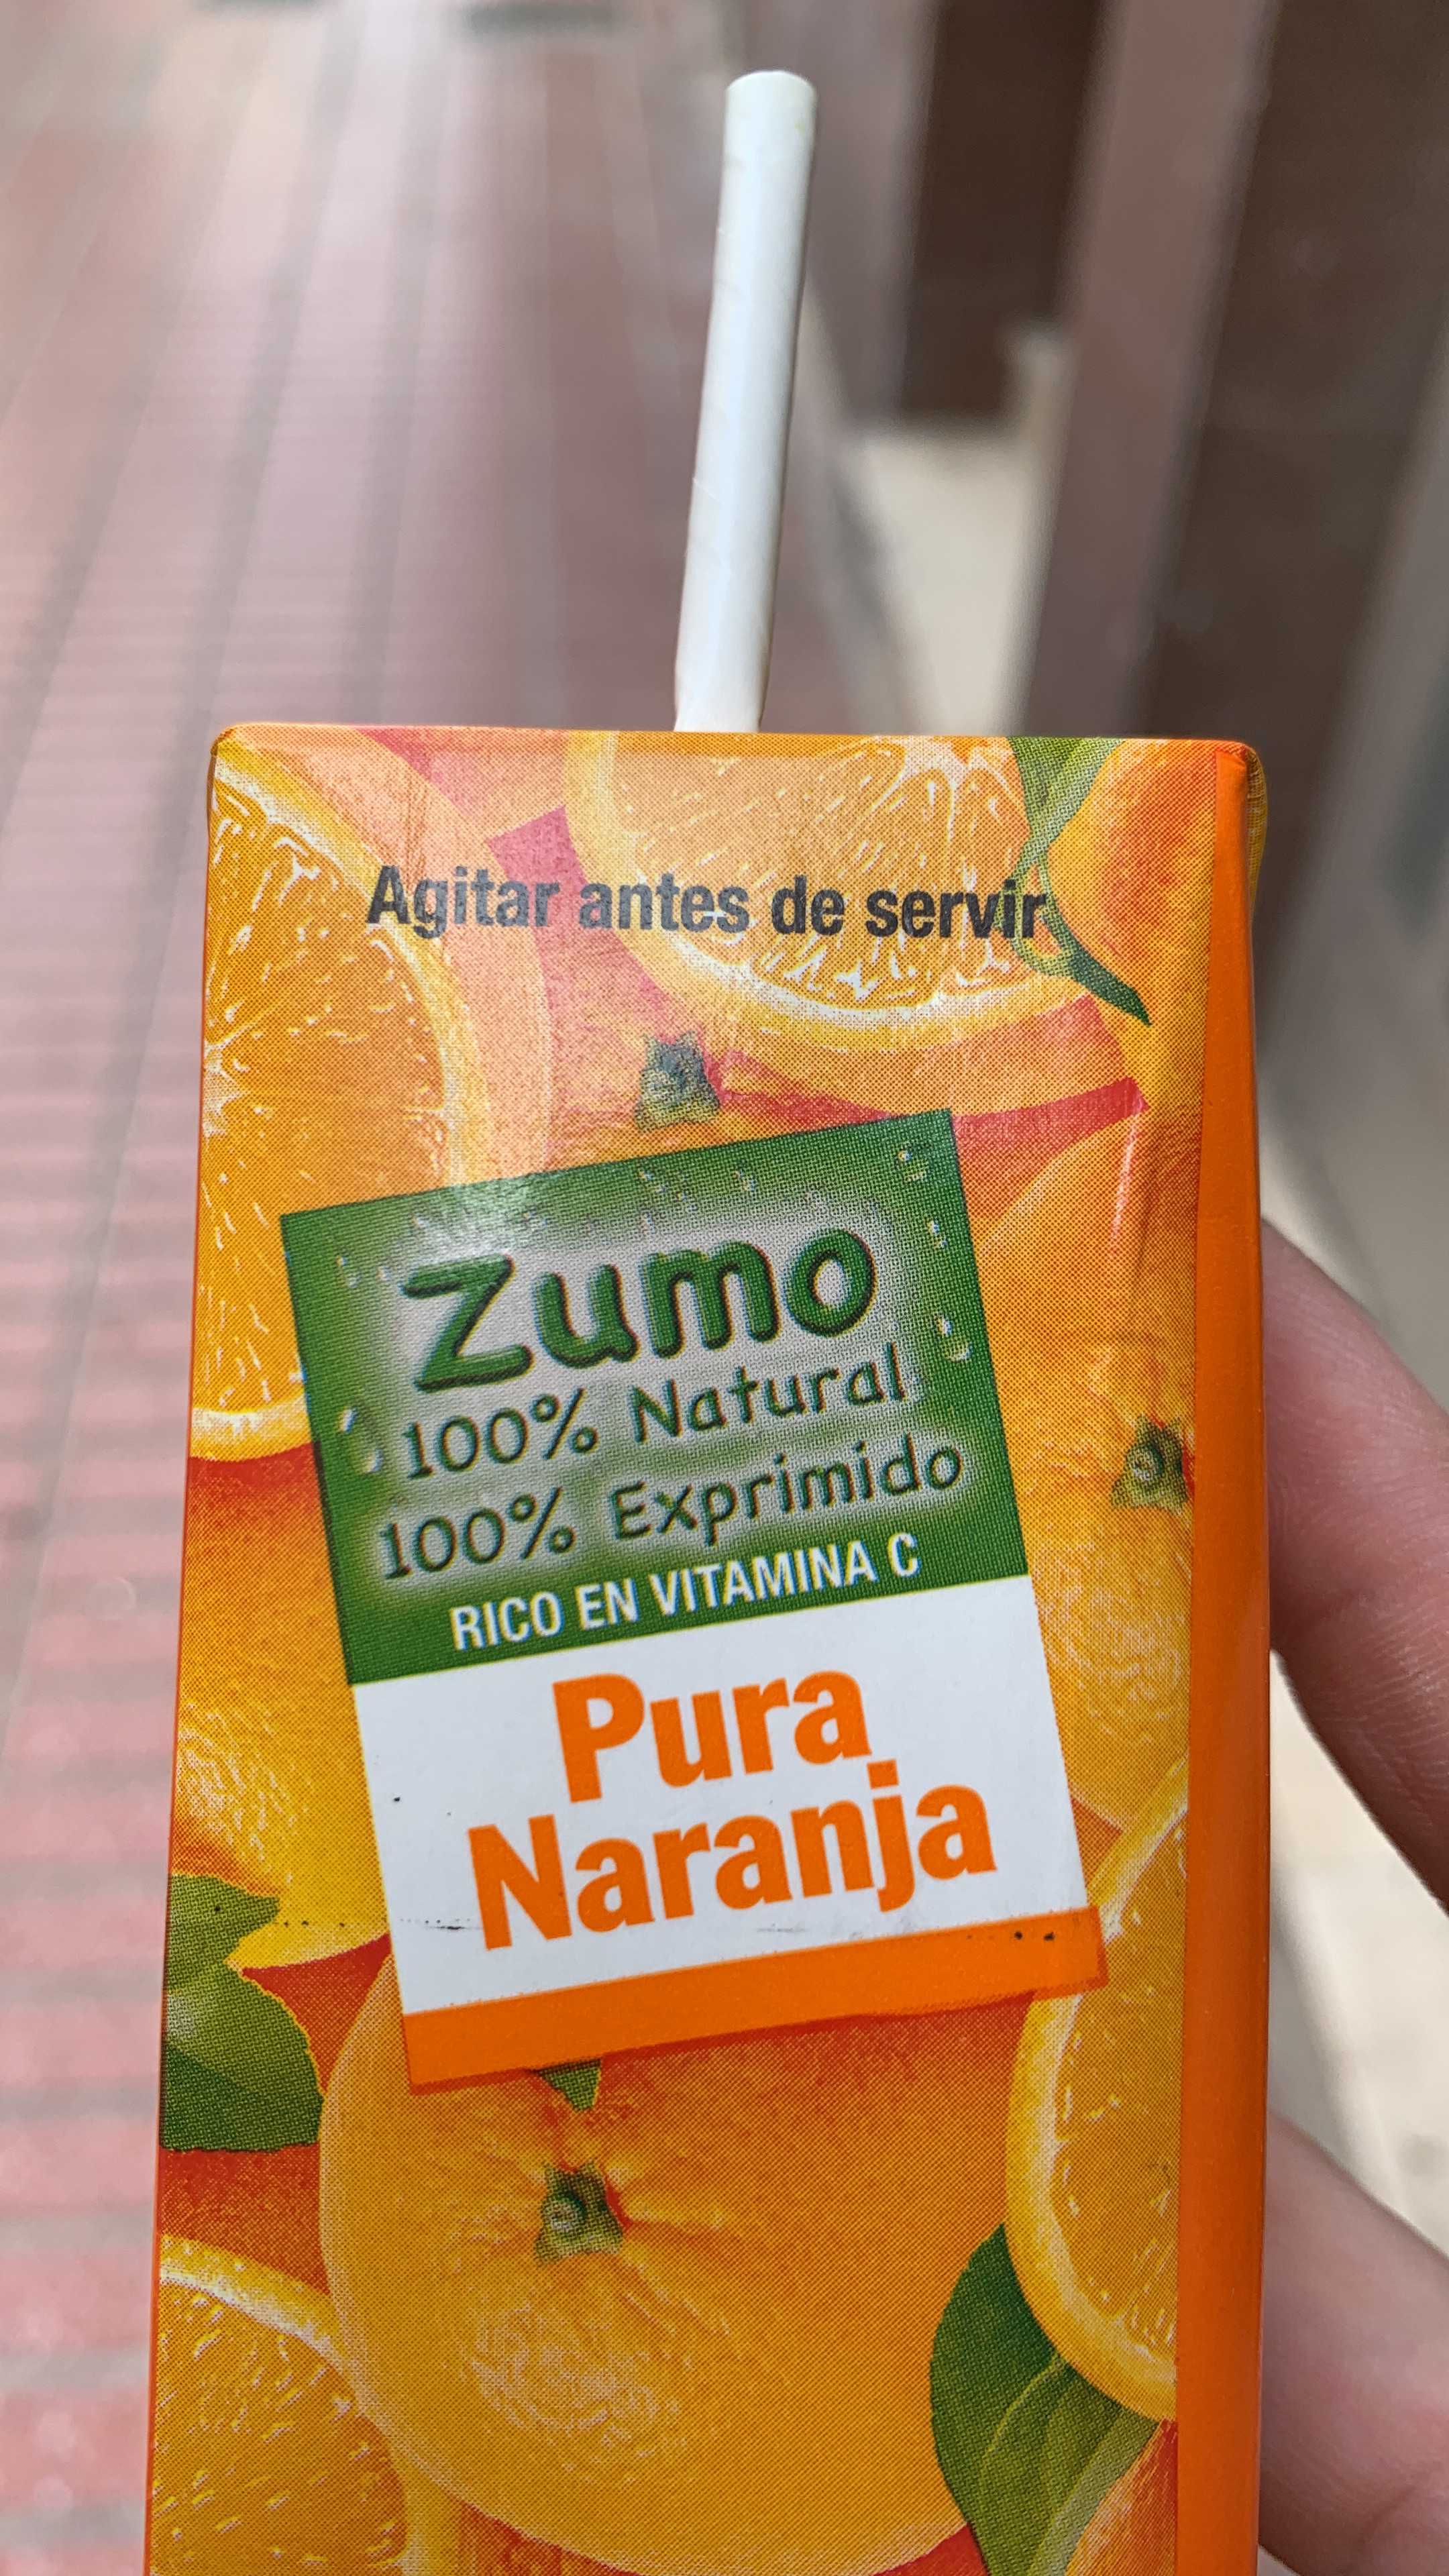 Agitar antes de servir
Zumo
100% Natural
100% Exprimido
RICO EN VITAMINA C
Pura
Naranja